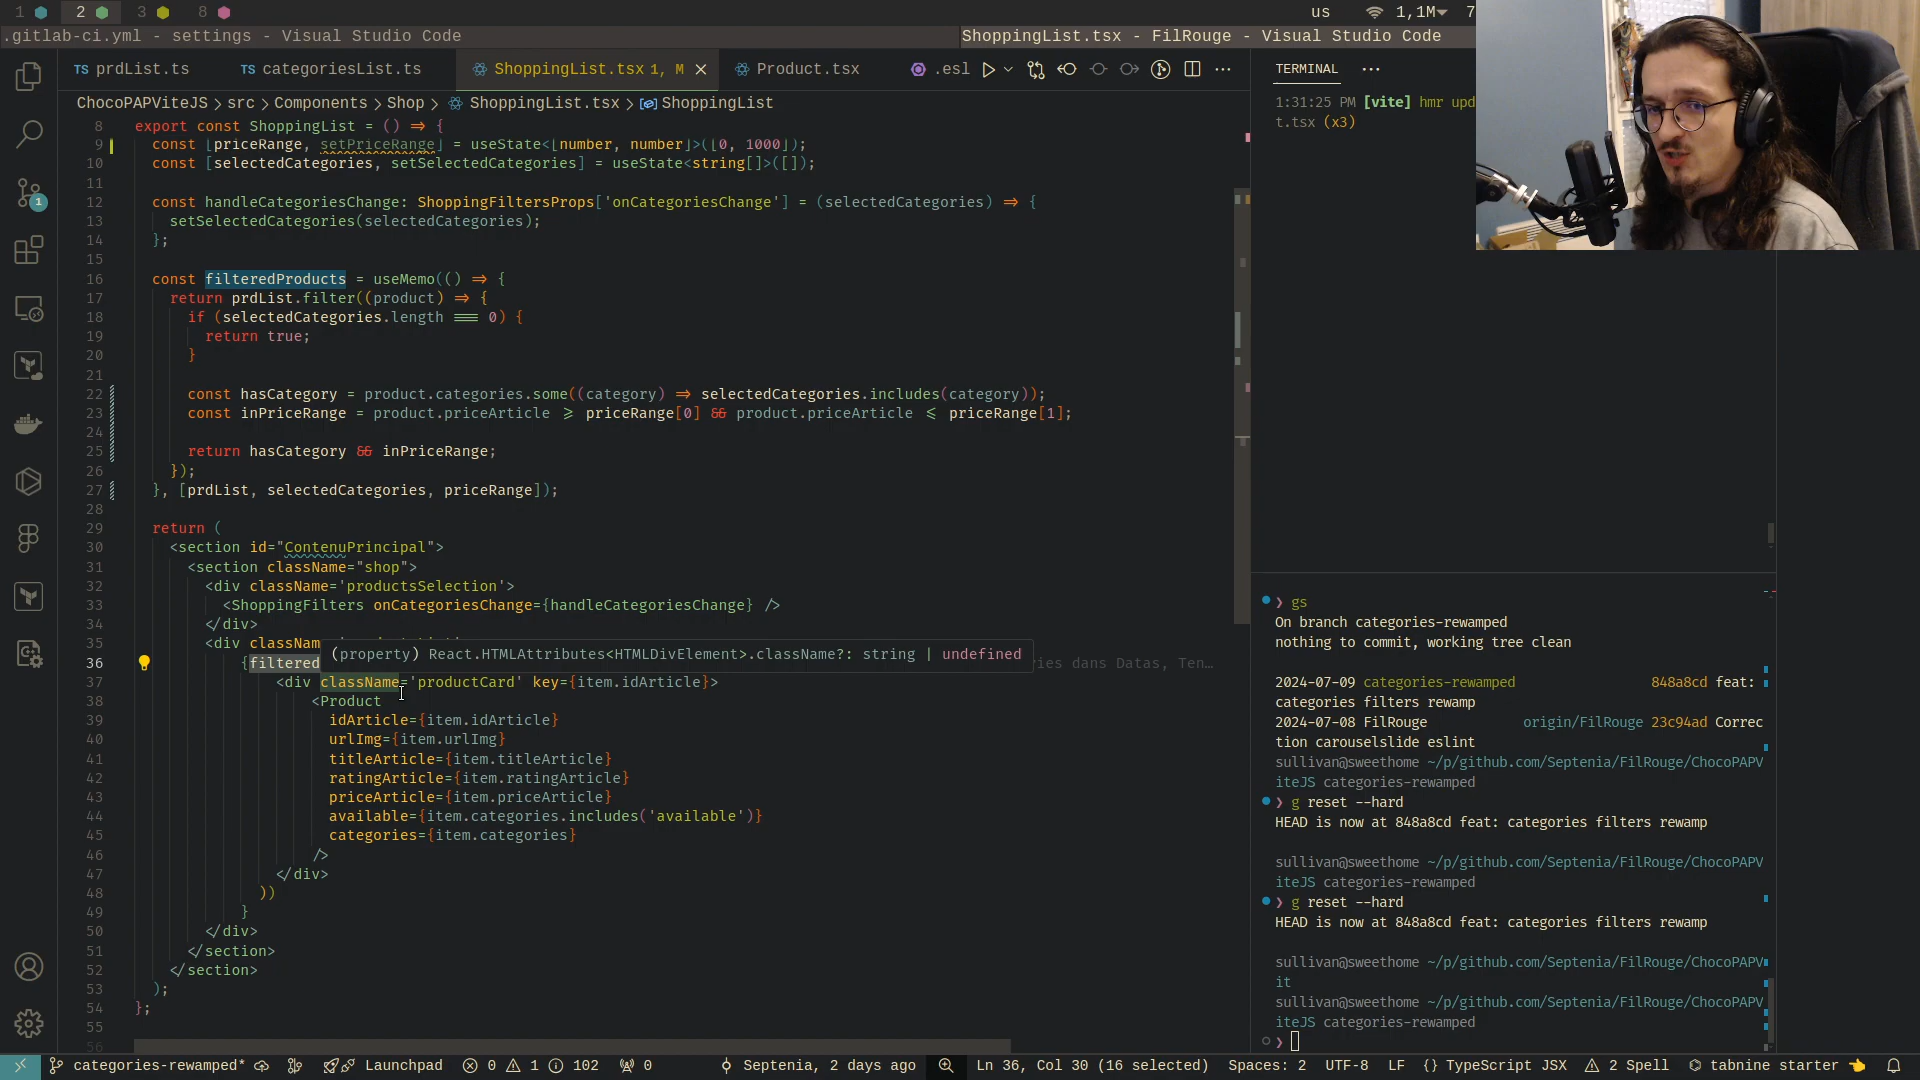 1 2 3 8 us 1,1M 7
.gitlab-ci.yml - settings - Visual Studio Code
ShoppingList.tsx - FilRouge - Visual Studio Code
TS prdList.ts TS categoriesList.ts ShoppingList.tsx 1, M Product.tsx .esl
ChocoPAPViteJS > src > Components > Shop > ShoppingList.tsx > ShoppingList
8 export const ShoppingList = () => {
9 const [priceRange, setPriceRange] = useState<[number, number]>([0, 1000]);
10 const [selectedCategories, setSelectedCategories] = useState<string[]>([]);
11
12 const handleCategoriesChange: ShoppingFiltersProps['onCategoriesChange'] = (selectedCategories) => {
13 setSelectedCategories(selectedCategories);
14 };
15
16 const filteredProducts = useMemo(() => {
17 return prdList.filter((product) => {
18 if (selectedCategories.length === 0) {
19 return true;
20 }
21
22 const hasCategory = product.categories.some((category) => selectedCategories.includes(category));
23 const inPriceRange = product.priceArticle >= priceRange[0] && product.priceArticle <= priceRange[1];
24
25 return hasCategory && inPriceRange;
26 });
27 }, [prdList, selectedCategories, priceRange]);
28
29 return (
30 <section id="ContenuPrincipal">
31 <section className="shop">
32 <div className='productsSelection'>
33 <ShoppingFilters onCategoriesChange={handleCategoriesChange} />
34 </div>
35 <div classNam
(property) React.HTMLAttributes<HTMLDivElement>.className?: string | undefined
36 {filtered ries dans Datas, Ten…
37 <div className='productCard' key={item.idArticle}>
38 <Product
39 idArticle={item.idArticle}
40 urlImg={item.urlImg}
41 titleArticle={item.titleArticle}
42 ratingArticle={item.ratingArticle}
43 priceArticle={item.priceArticle}
44 available={item.categories.includes('available')}
45 categories={item.categories}
46 />
47 </div>
48 ))
49 }
50 </div>
51 </section>
52 </section>
53 );
54 };
55
56
TERMINAL
1:31:25 PM [vite] hmr upd
t.tsx (x3)
❯ gs
On branch categories-rewamped
nothing to commit, working tree clean
2024-07-09 categories-rewamped 848a8cd feat:
categories filters rewamp
2024-07-08 FilRouge origin/FilRouge 23c94ad Correc
tion carouselslide eslint
sullivan@sweethome ~/p/github.com/Septenia/FilRouge/ChocoPAPV
iteJS categories-rewamped
❯ g reset --hard
HEAD is now at 848a8cd feat: categories filters rewamp
sullivan@sweethome ~/p/github.com/Septenia/FilRouge/ChocoPAPV
iteJS categories-rewamped
❯ g reset --hard
HEAD is now at 848a8cd feat: categories filters rewamp
sullivan@sweethome ~/p/github.com/Septenia/FilRouge/ChocoPAPV
it
sullivan@sweethome ~/p/github.com/Septenia/FilRouge/ChocoPAPV
iteJS categories-rewamped
❯
categories-rewamped* Launchpad 0 1 102 0 Septenia, 2 days ago Ln 36, Col 30 (16 selected) Spaces: 2 UTF-8 LF {} TypeScript JSX 2 Spell tabnine starter